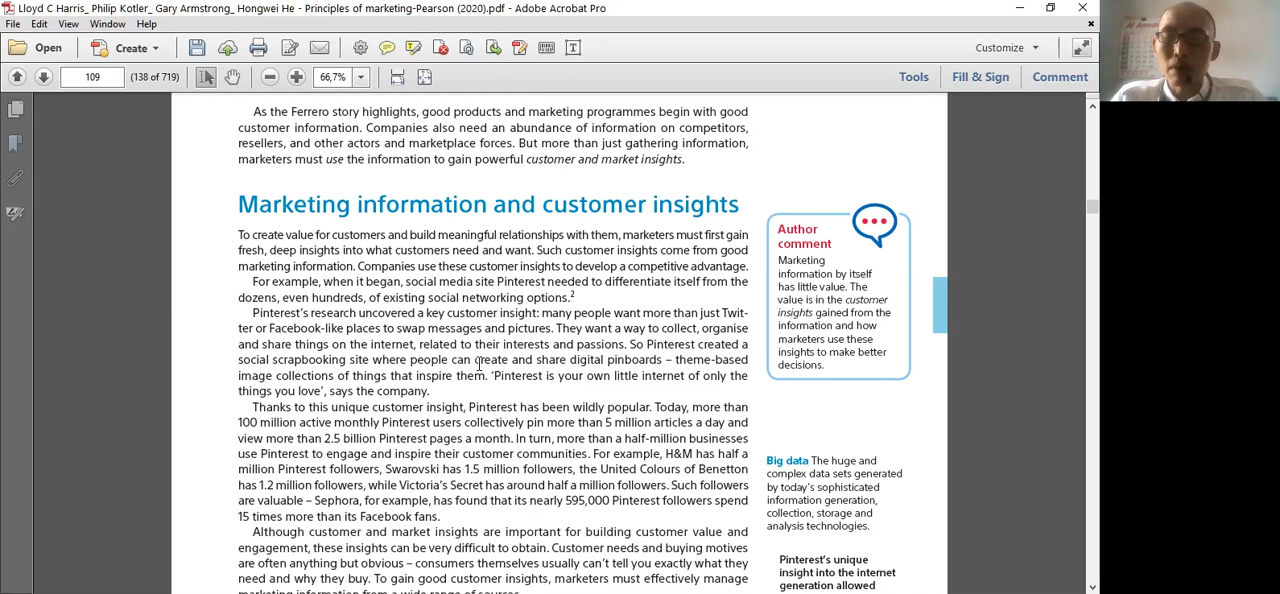 Lloyd C Harris_ Philip Kotler_ Gary Armstrong_ Hongwei He - Principles of marketing-Pearson (2020).pdf - Adobe Acrobat Pro
File Edit View Window Help
Open Create Customize
109 (138 of 719) 66,7% Tools Fill & Sign Comment
As the Ferrero story highlights, good products and marketing programmes begin with good
customer information. Companies also need an abundance of information on competitors,
resellers, and other actors and marketplace forces. But more than just gathering information,
marketers must use the information to gain powerful customer and market insights.
Marketing information and customer insights
To create value for customers and build meaningful relationships with them, marketers must first gain
fresh, deep insights into what customers need and want. Such customer insights come from good
marketing information. Companies use these customer insights to develop a competitive advantage.
For example, when it began, social media site Pinterest needed to differentiate itself from the
dozens, even hundreds, of existing social networking options.2
Pinterest's research uncovered a key customer insight: many people want more than just Twit-
ter or Facebook-like places to swap messages and pictures. They want a way to collect, organise
and share things on the internet, related to their interests and passions. So Pinterest created a
social scrapbooking site where people can create and share digital pinboards – theme-based
image collections of things that inspire them. 'Pinterest is your own little internet of only the
things you love', says the company.
Thanks to this unique customer insight, Pinterest has been wildly popular. Today, more than
100 million active monthly Pinterest users collectively pin more than 5 million articles a day and
view more than 2.5 billion Pinterest pages a month. In turn, more than a half-million businesses
use Pinterest to engage and inspire their customer communities. For example, H&M has half a
million Pinterest followers, Swarovski has 1.5 million followers, the United Colours of Benetton
has 1.2 million followers, while Victoria's Secret has around half a million followers. Such followers
are valuable – Sephora, for example, has found that its nearly 595,000 Pinterest followers spend
15 times more than its Facebook fans.
Although customer and market insights are important for building customer value and
engagement, these insights can be very difficult to obtain. Customer needs and buying motives
are often anything but obvious – consumers themselves usually can't tell you exactly what they
need and why they buy. To gain good customer insights, marketers must effectively manage
marketing information from a wide range of sources.
Author
comment
Marketing
information by itself
has little value. The
value is in the customer
insights gained from the
information and how
marketers use these
insights to make better
decisions.
Big data The huge and
complex data sets generated
by today's sophisticated
information generation,
collection, storage and
analysis technologies.
Pinterest's unique
insight into the internet
generation allowed